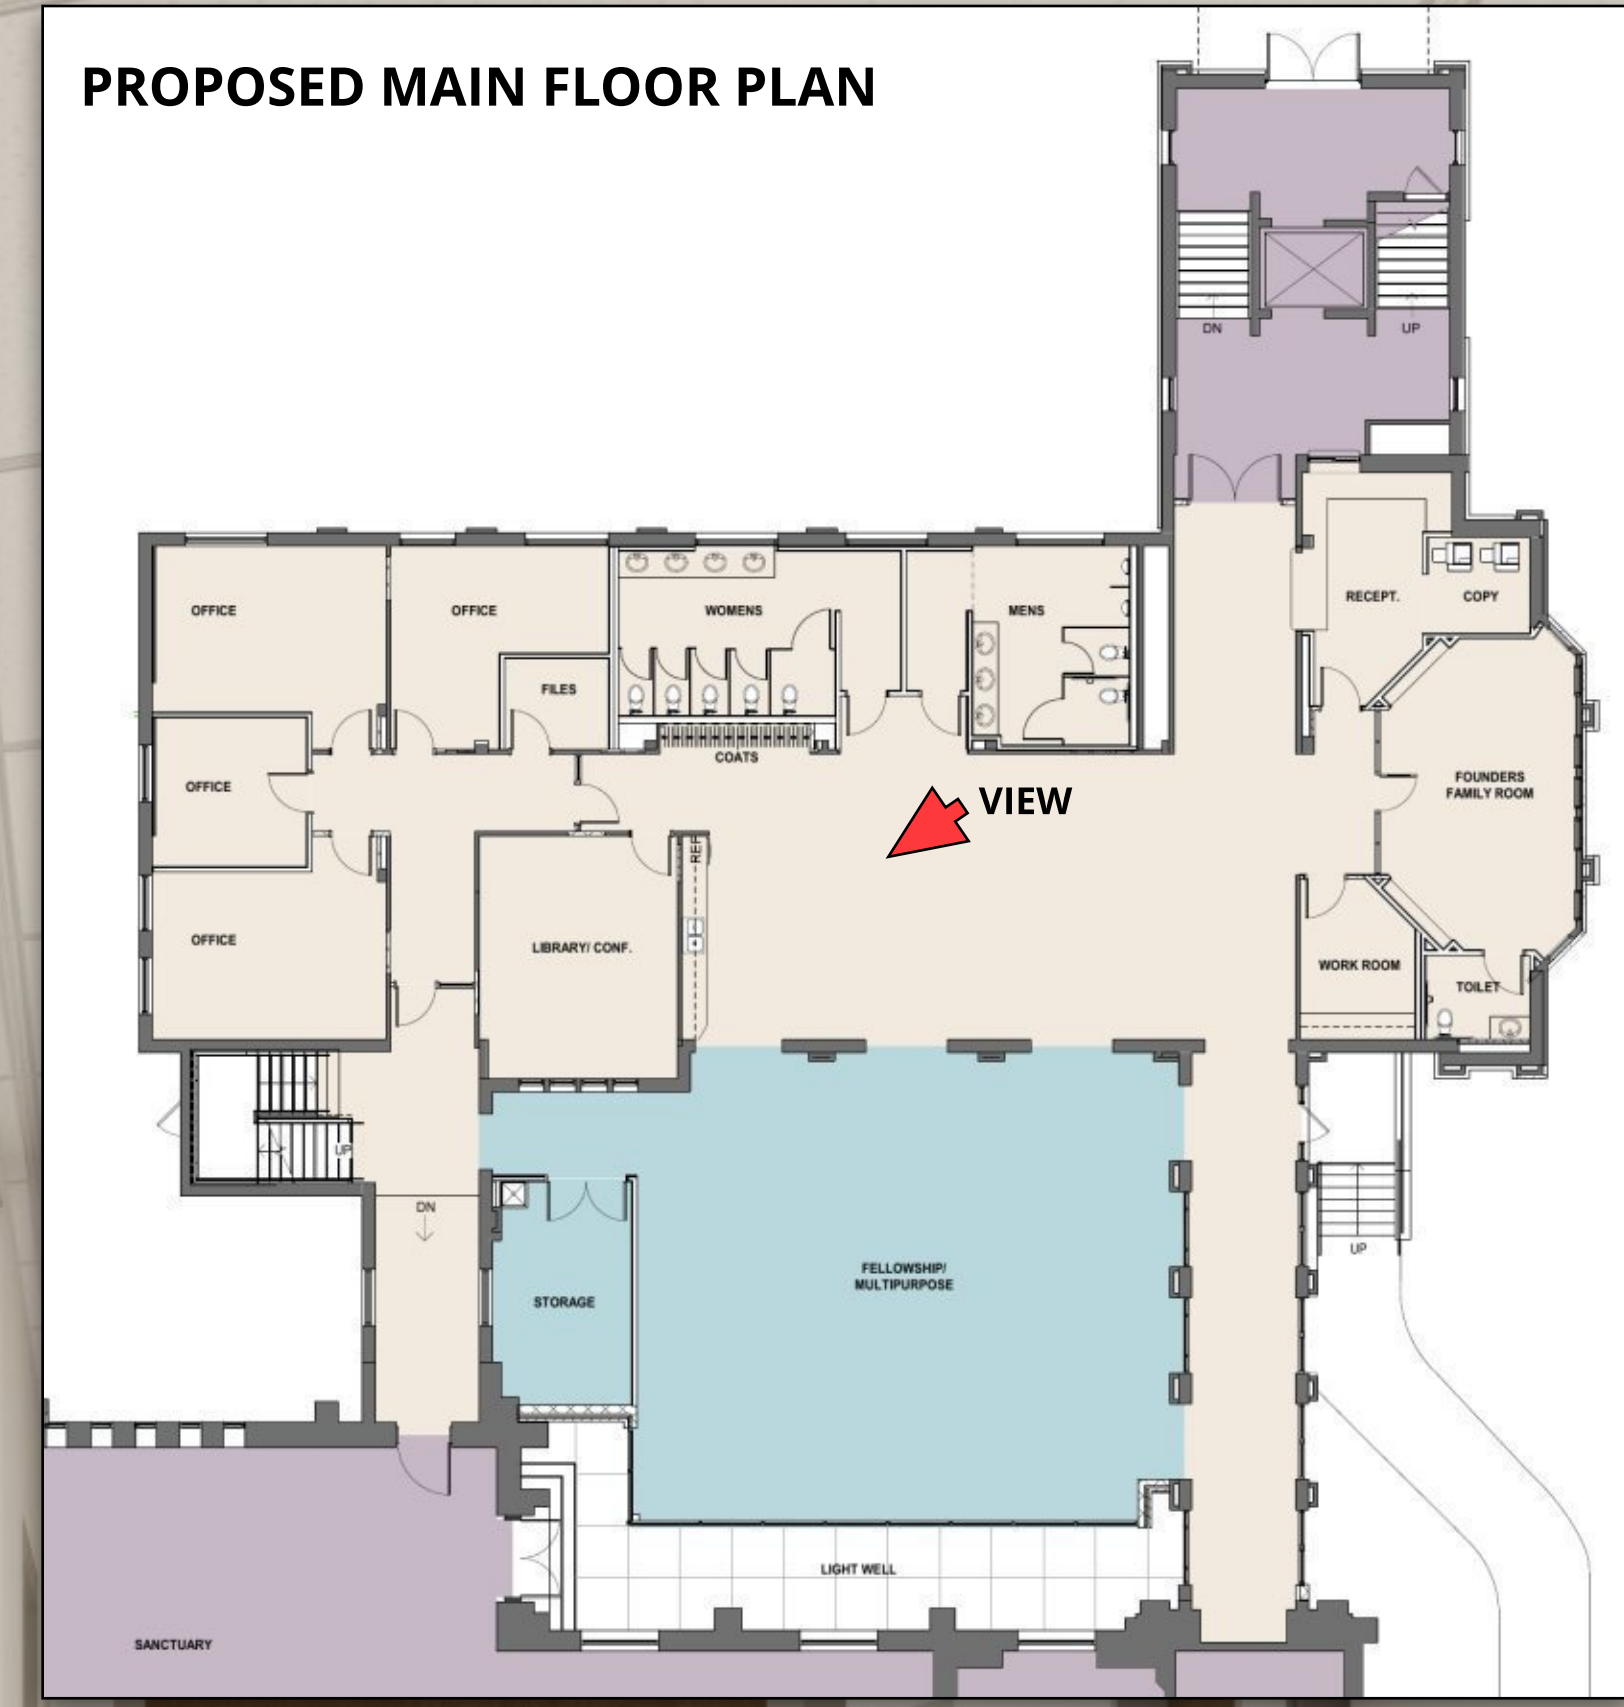 PROPOSED MAIN FLOOR PLAN
DN
UP
OFFICE
OFFICE
WOMENS
MENS
RECEPT.
COPY
FILES
COATS
OFFICE
FOUNDERS
FAMILY ROOM
VIEW
REF
OFFICE
LIBRARY/ CONF.
WORK ROOM
TOILET
UP
DN
UP
FELLOWSHIP/
MULTIPURPOSE
STORAGE
LIGHT WELL
SANCTUARY